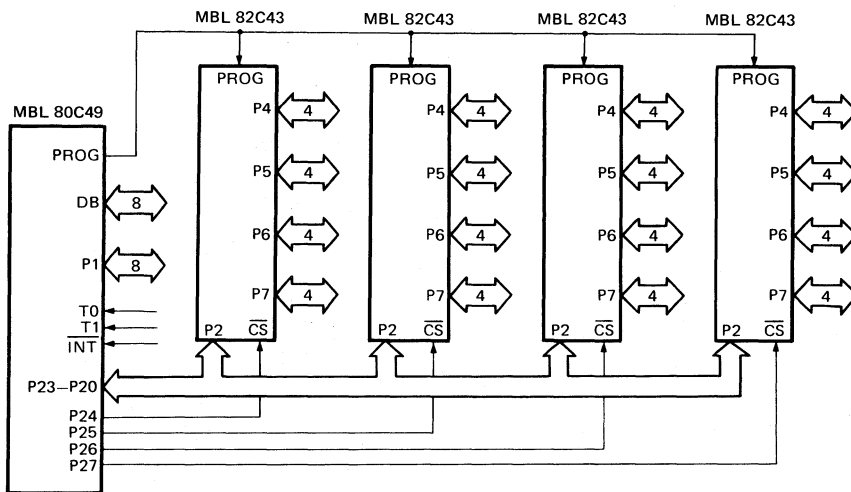 MBL 82C43 MBL 82C43 MBL 82C43 MBL 82C43
MBL 80C49
PROG
DB 8
P1 8
T0
T1
INT
P23—P20
P24
P25
P26
P27
PROG
P4 4
P5 4
P6 4
P7 4
P2 CS
PROG
P4 4
P5 4
P6 4
P7 4
P2 CS
PROG
P4 4
P5 4
P6 4
P7 4
P2 CS
PROG
P4 4
P5 4
P6 4
P7 4
P2 CS